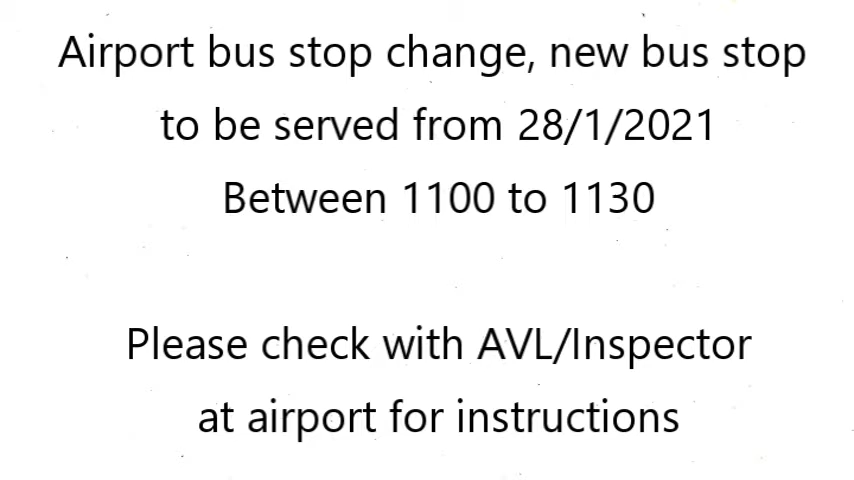 Airport bus stop change, new bus stop
to be served from 28/1/2021
Between 1100 to 1130
Please check with AVL/Inspector
at airport for instructions